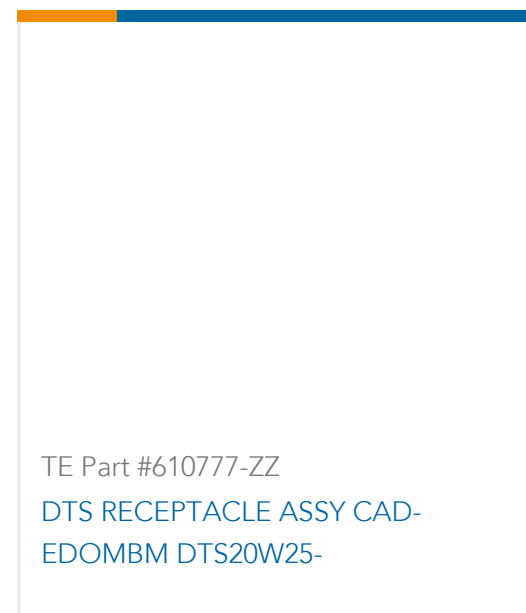 TE Part #610777-ZZ
DTS RECEPTACLE ASSY CAD-
EDOMBM DTS20W25-